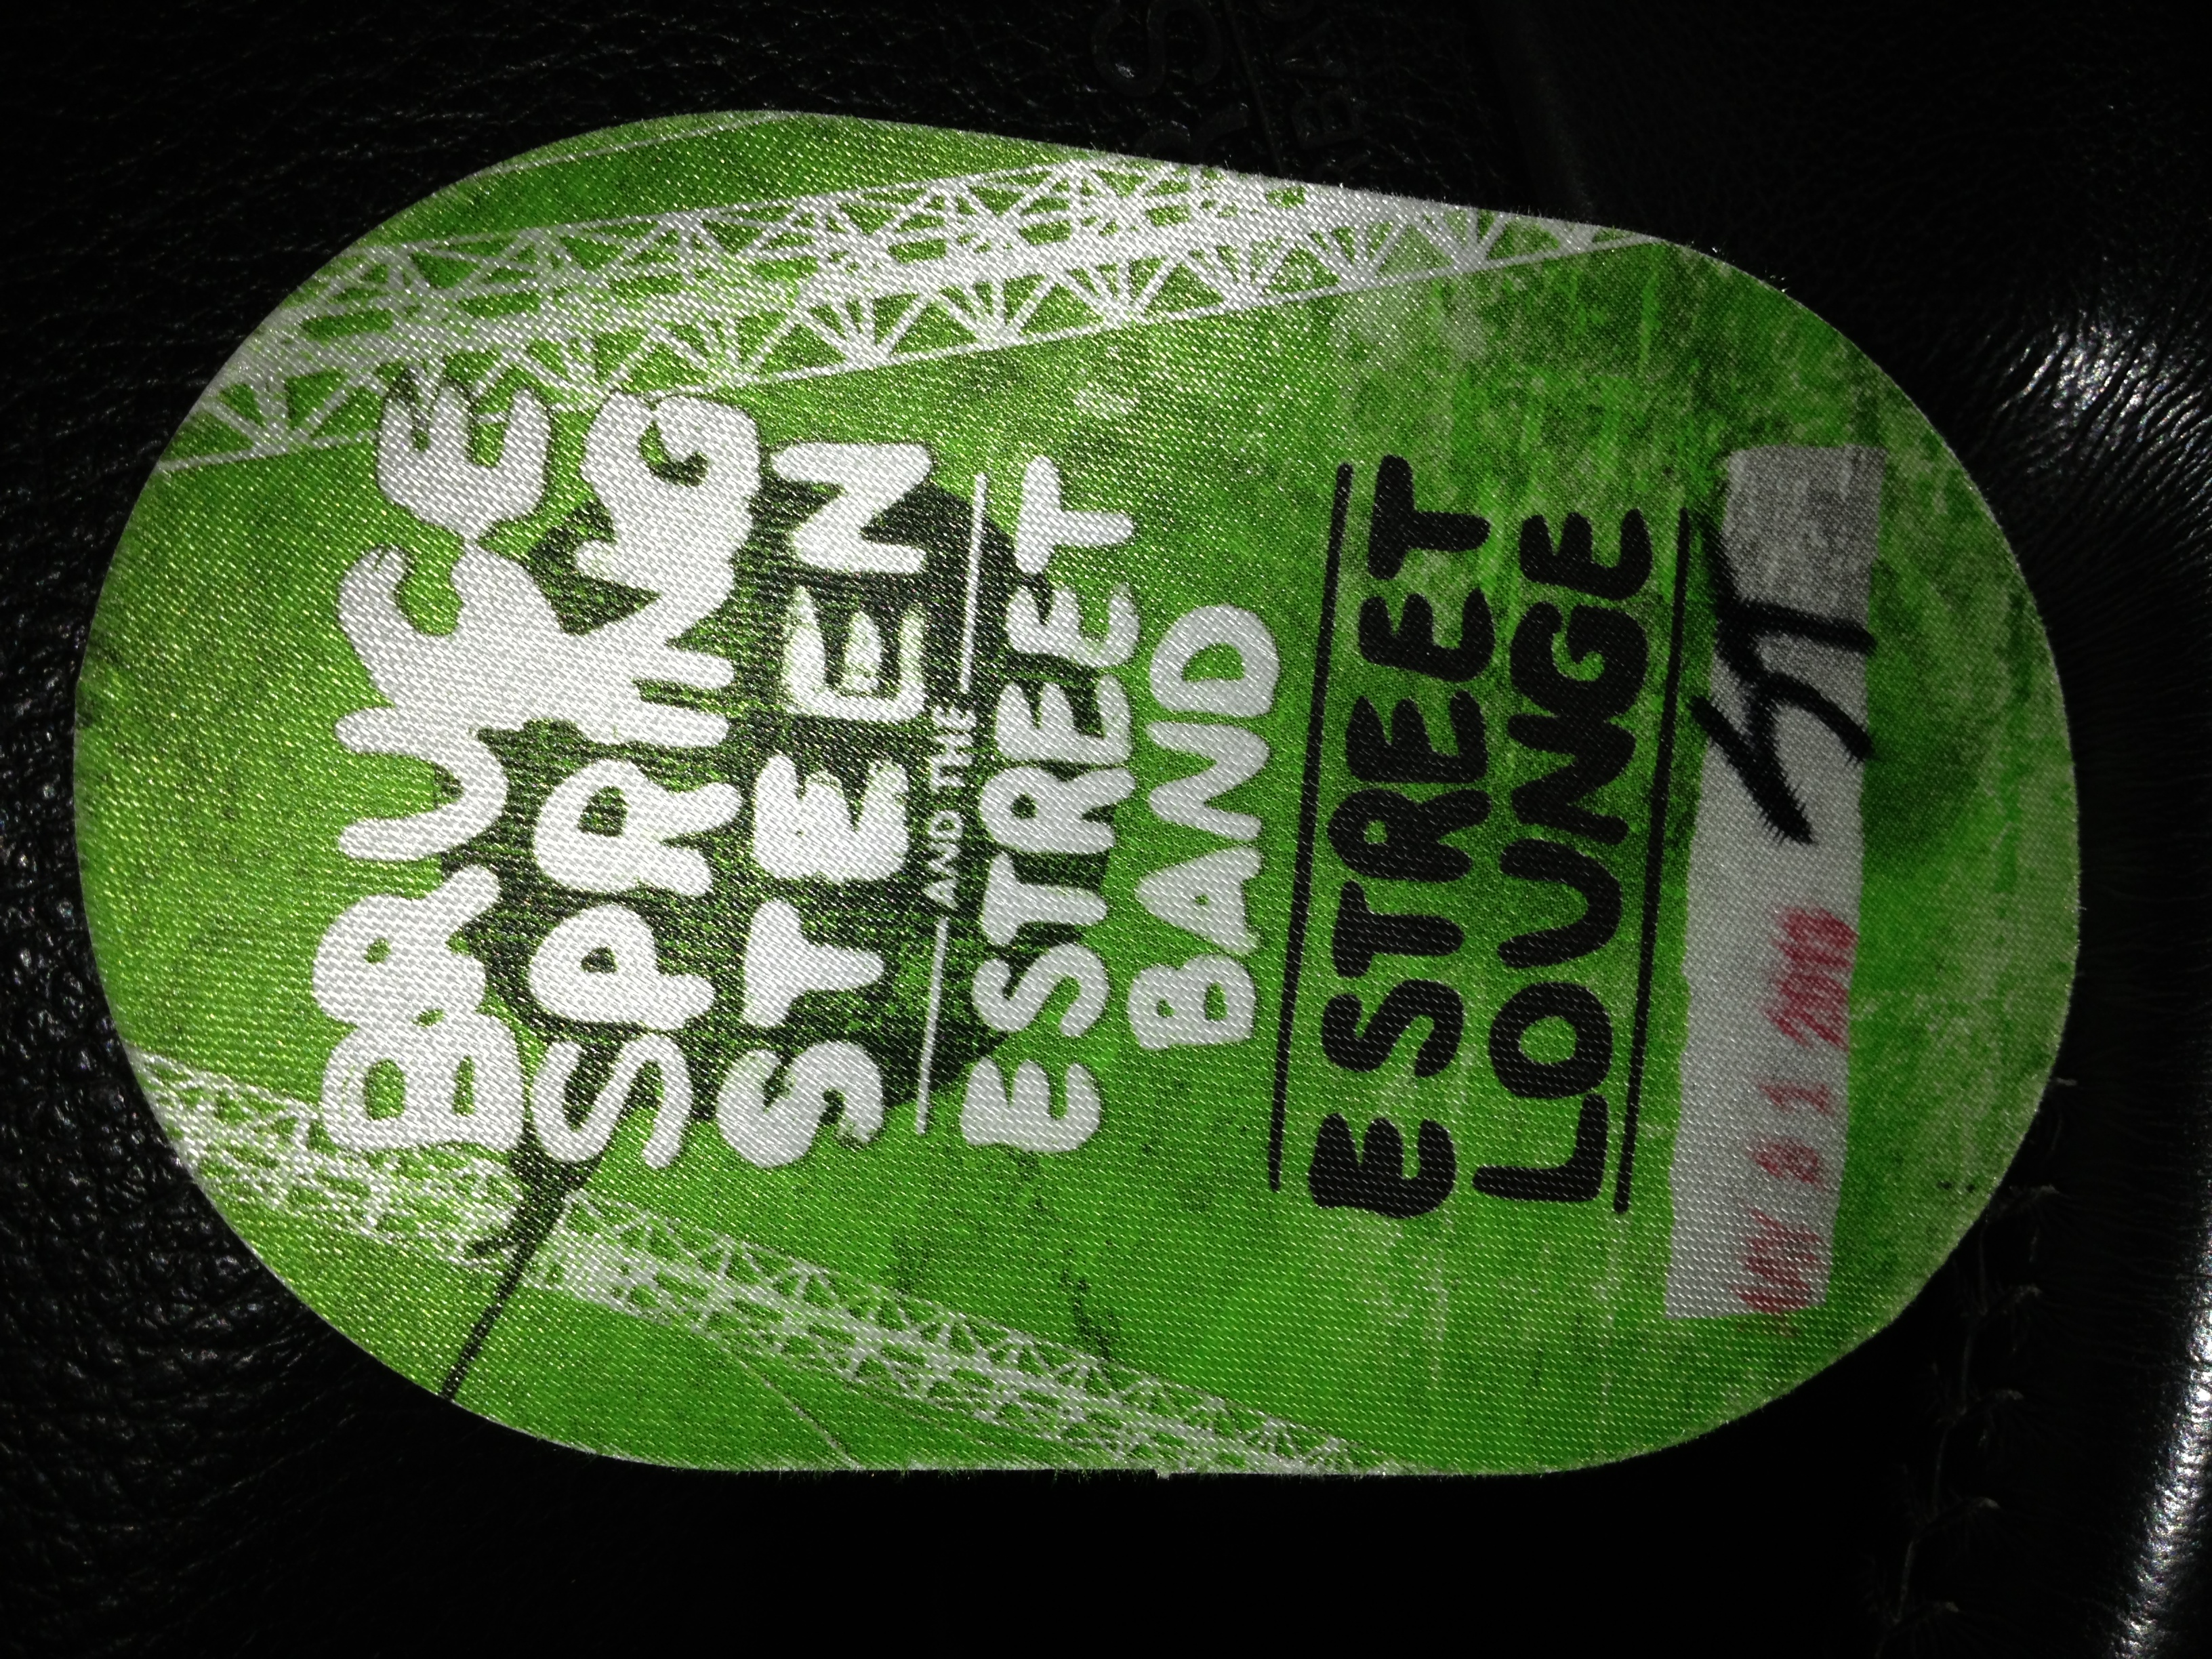 BRUCE
SPRING
STEEN
AND THE
E STREET
BAND
E STREET
LOUNGE